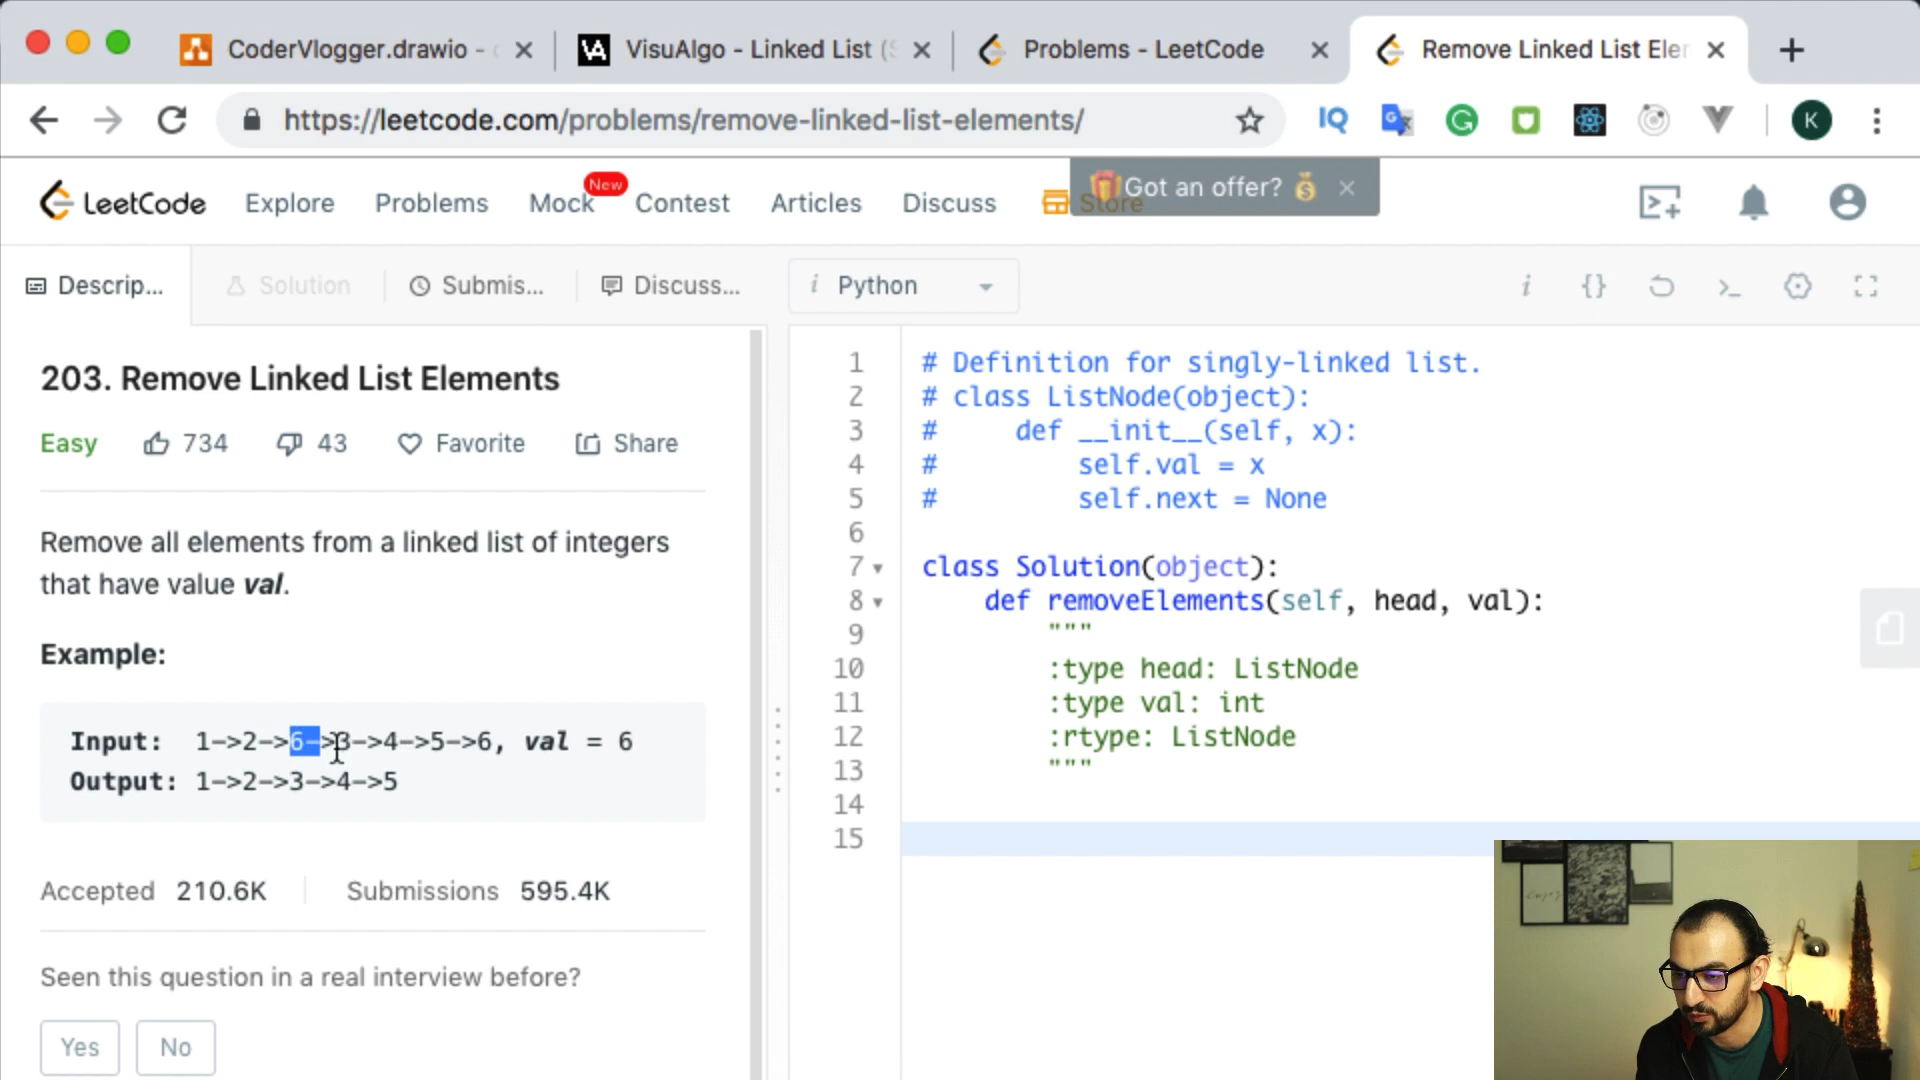 CoderVlogger.drawio -
VisuAlgo - Linked List (
Problems - LeetCode
Remove Linked List Ele
https://leetcode.com/problems/remove-linked-list-elements/
IQ
K
LeetCode
Explore
Problems
Mock
New
Contest
Articles
Discuss
Store
Got an offer?
Descrip...
Solution
Submis...
Discuss...
i Python
203. Remove Linked List Elements
Easy
734
43
Favorite
Share
Remove all elements from a linked list of integers
that have value val.
Example:
Input: 1->2->6->3->4->5->6, val = 6
Output: 1->2->3->4->5
Accepted 210.6K
Submissions 595.4K
Seen this question in a real interview before?
Yes
No
1 # Definition for singly-linked list.
2 # class ListNode(object):
3 #     def __init__(self, x):
4 #         self.val = x
5 #         self.next = None
6
7 class Solution(object):
8     def removeElements(self, head, val):
9         """
10         :type head: ListNode
11         :type val: int
12         :rtype: ListNode
13         """
14
15